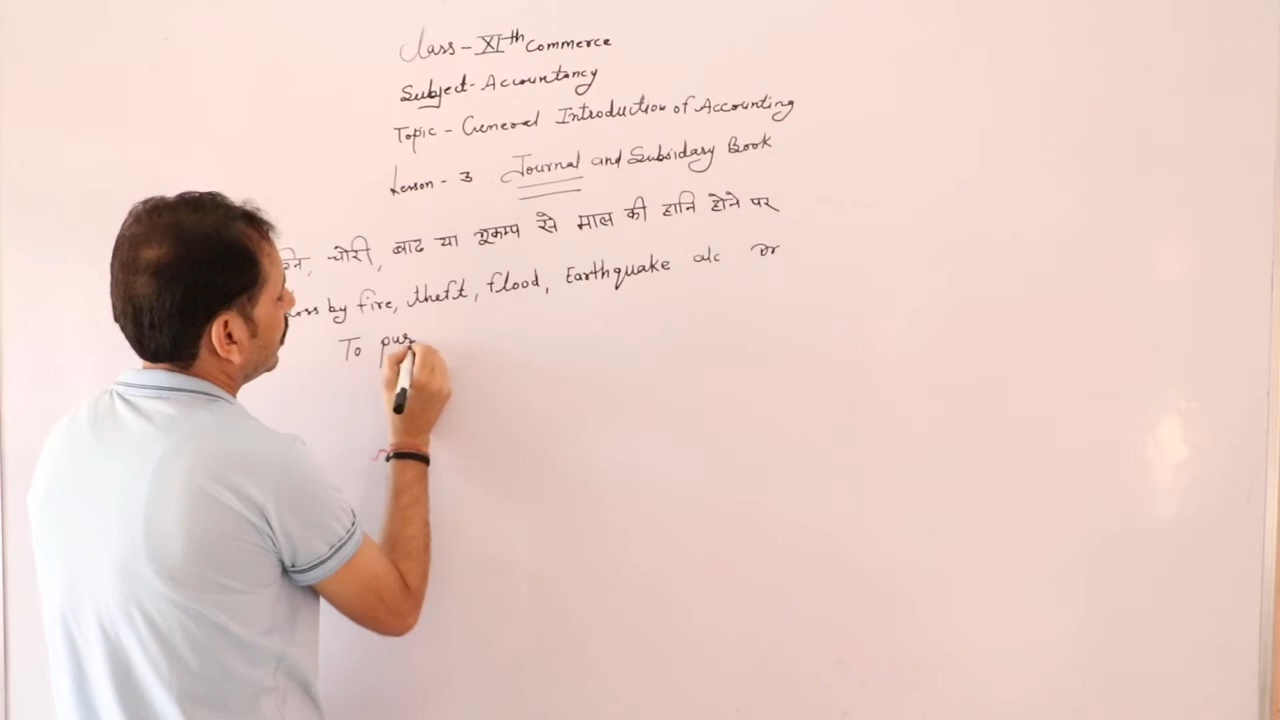 Class - XIth Commerce
Subject - Accountancy
Topic - General Introduction of Accounting
Lesson - 3 Journal and Subsidary Book
चोरी, बाढ या भूकम्प से माल की हानि होने पर
by fire, theft, flood, Earthquake a/c Dr
To pur